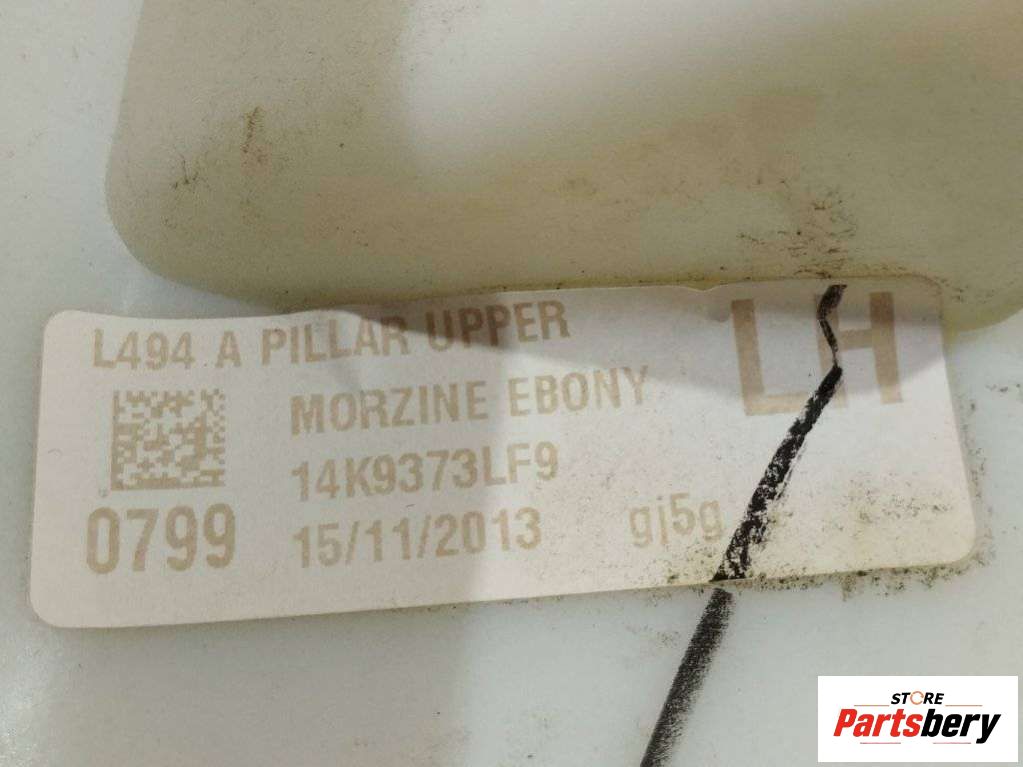 L494 A PILLAR UPPER
LH
MORZINE EBONY
14K9373LF9
0799
15/11/2013 gj5g
STORE
Partsbery